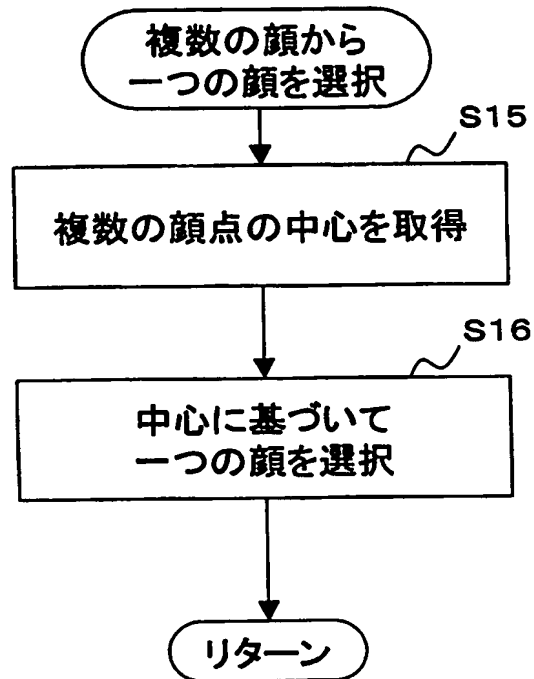 複数の顔から
一つの顔を選択
S15
複数の顔点の中心を取得
S16
中心に基づいて
一つの顔を選択
リターン